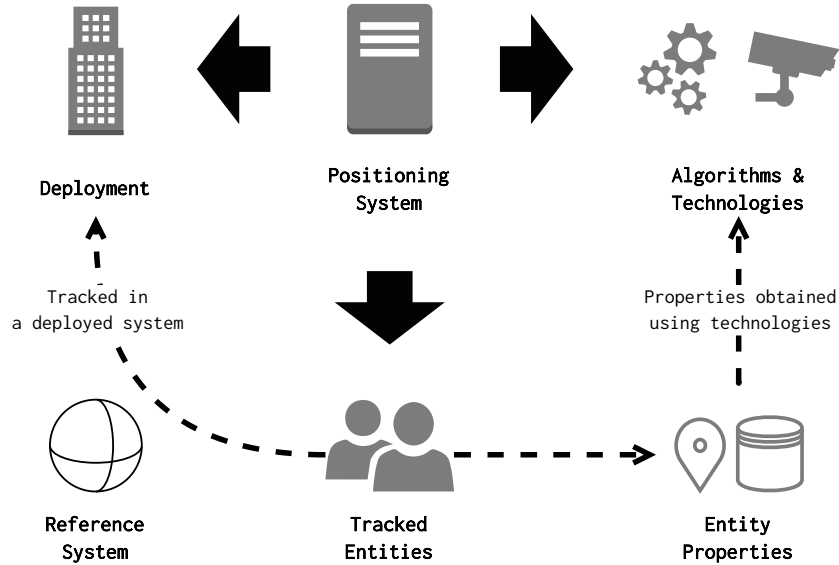 Deployment
Positioning
System
Algorithms &
Technologies
Tracked in
a deployed system
Properties obtained
using technologies
Reference
System
Tracked
Entities
Entity
Properties